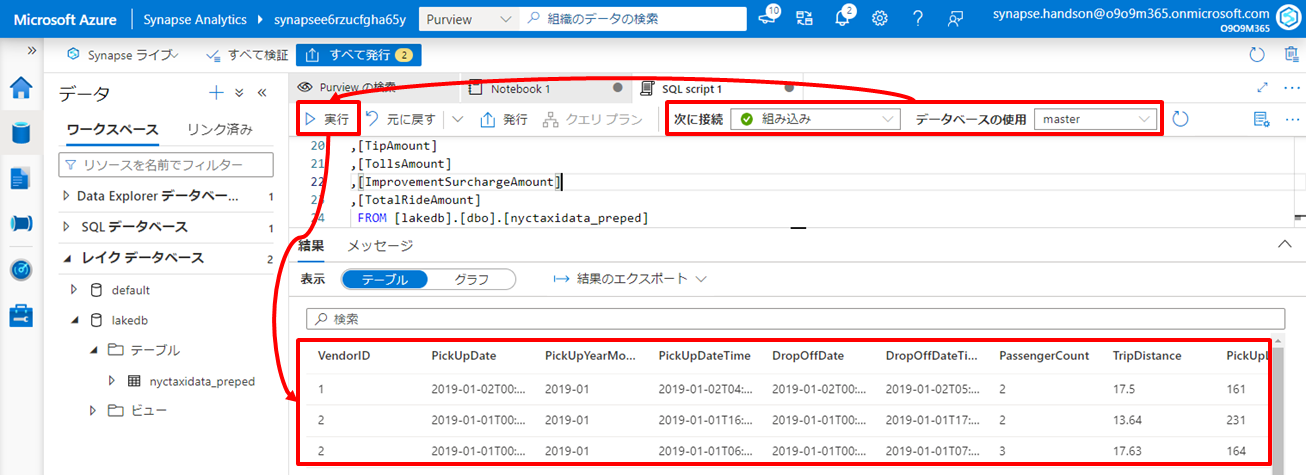 Microsoft Azure Synapse Analytics synapsee6rzucfgha65y Purview 組織のデータの検索 10 2 synapse.handson@o9o9m365.onmicrosoft.com
O9O9M365
Synapse ライブ すべて検証 すべて発行 2
データ
ワークスペース リンク済み
リソースを名前でフィルター
Data Explorer データベー... 1
SQL データベース 1
レイク データベース 2
default
lakedb
テーブル
nyctaxidata_preped
ビュー
Purview の検索 Notebook 1 SQL script 1
実行 元に戻す 発行 クエリ プラン 次に接続 組み込み データベースの使用 master
20 ,[TipAmount]
21 ,[TollsAmount]
22 ,[ImprovementSurchargeAmount]
23 ,[TotalRideAmount]
24 FROM [lakedb].[dbo].[nyctaxidata_preped]
結果 メッセージ
表示 テーブル グラフ 結果のエクスポート
検索
VendorID PickUpDate PickUpYearMo... PickUpDateTime DropOffDate DropOffDateTi... PassengerCount TripDistance PickUpL
1 2019-01-02T00:... 2019-01 2019-01-02T04:... 2019-01-02T00:... 2019-01-02T05:... 2 17.5 161
2 2019-01-01T00:... 2019-01 2019-01-01T16:... 2019-01-01T00:... 2019-01-01T17:... 2 13.64 231
2 2019-01-01T00:... 2019-01 2019-01-01T06:... 2019-01-01T00:... 2019-01-01T07:... 3 17.63 164